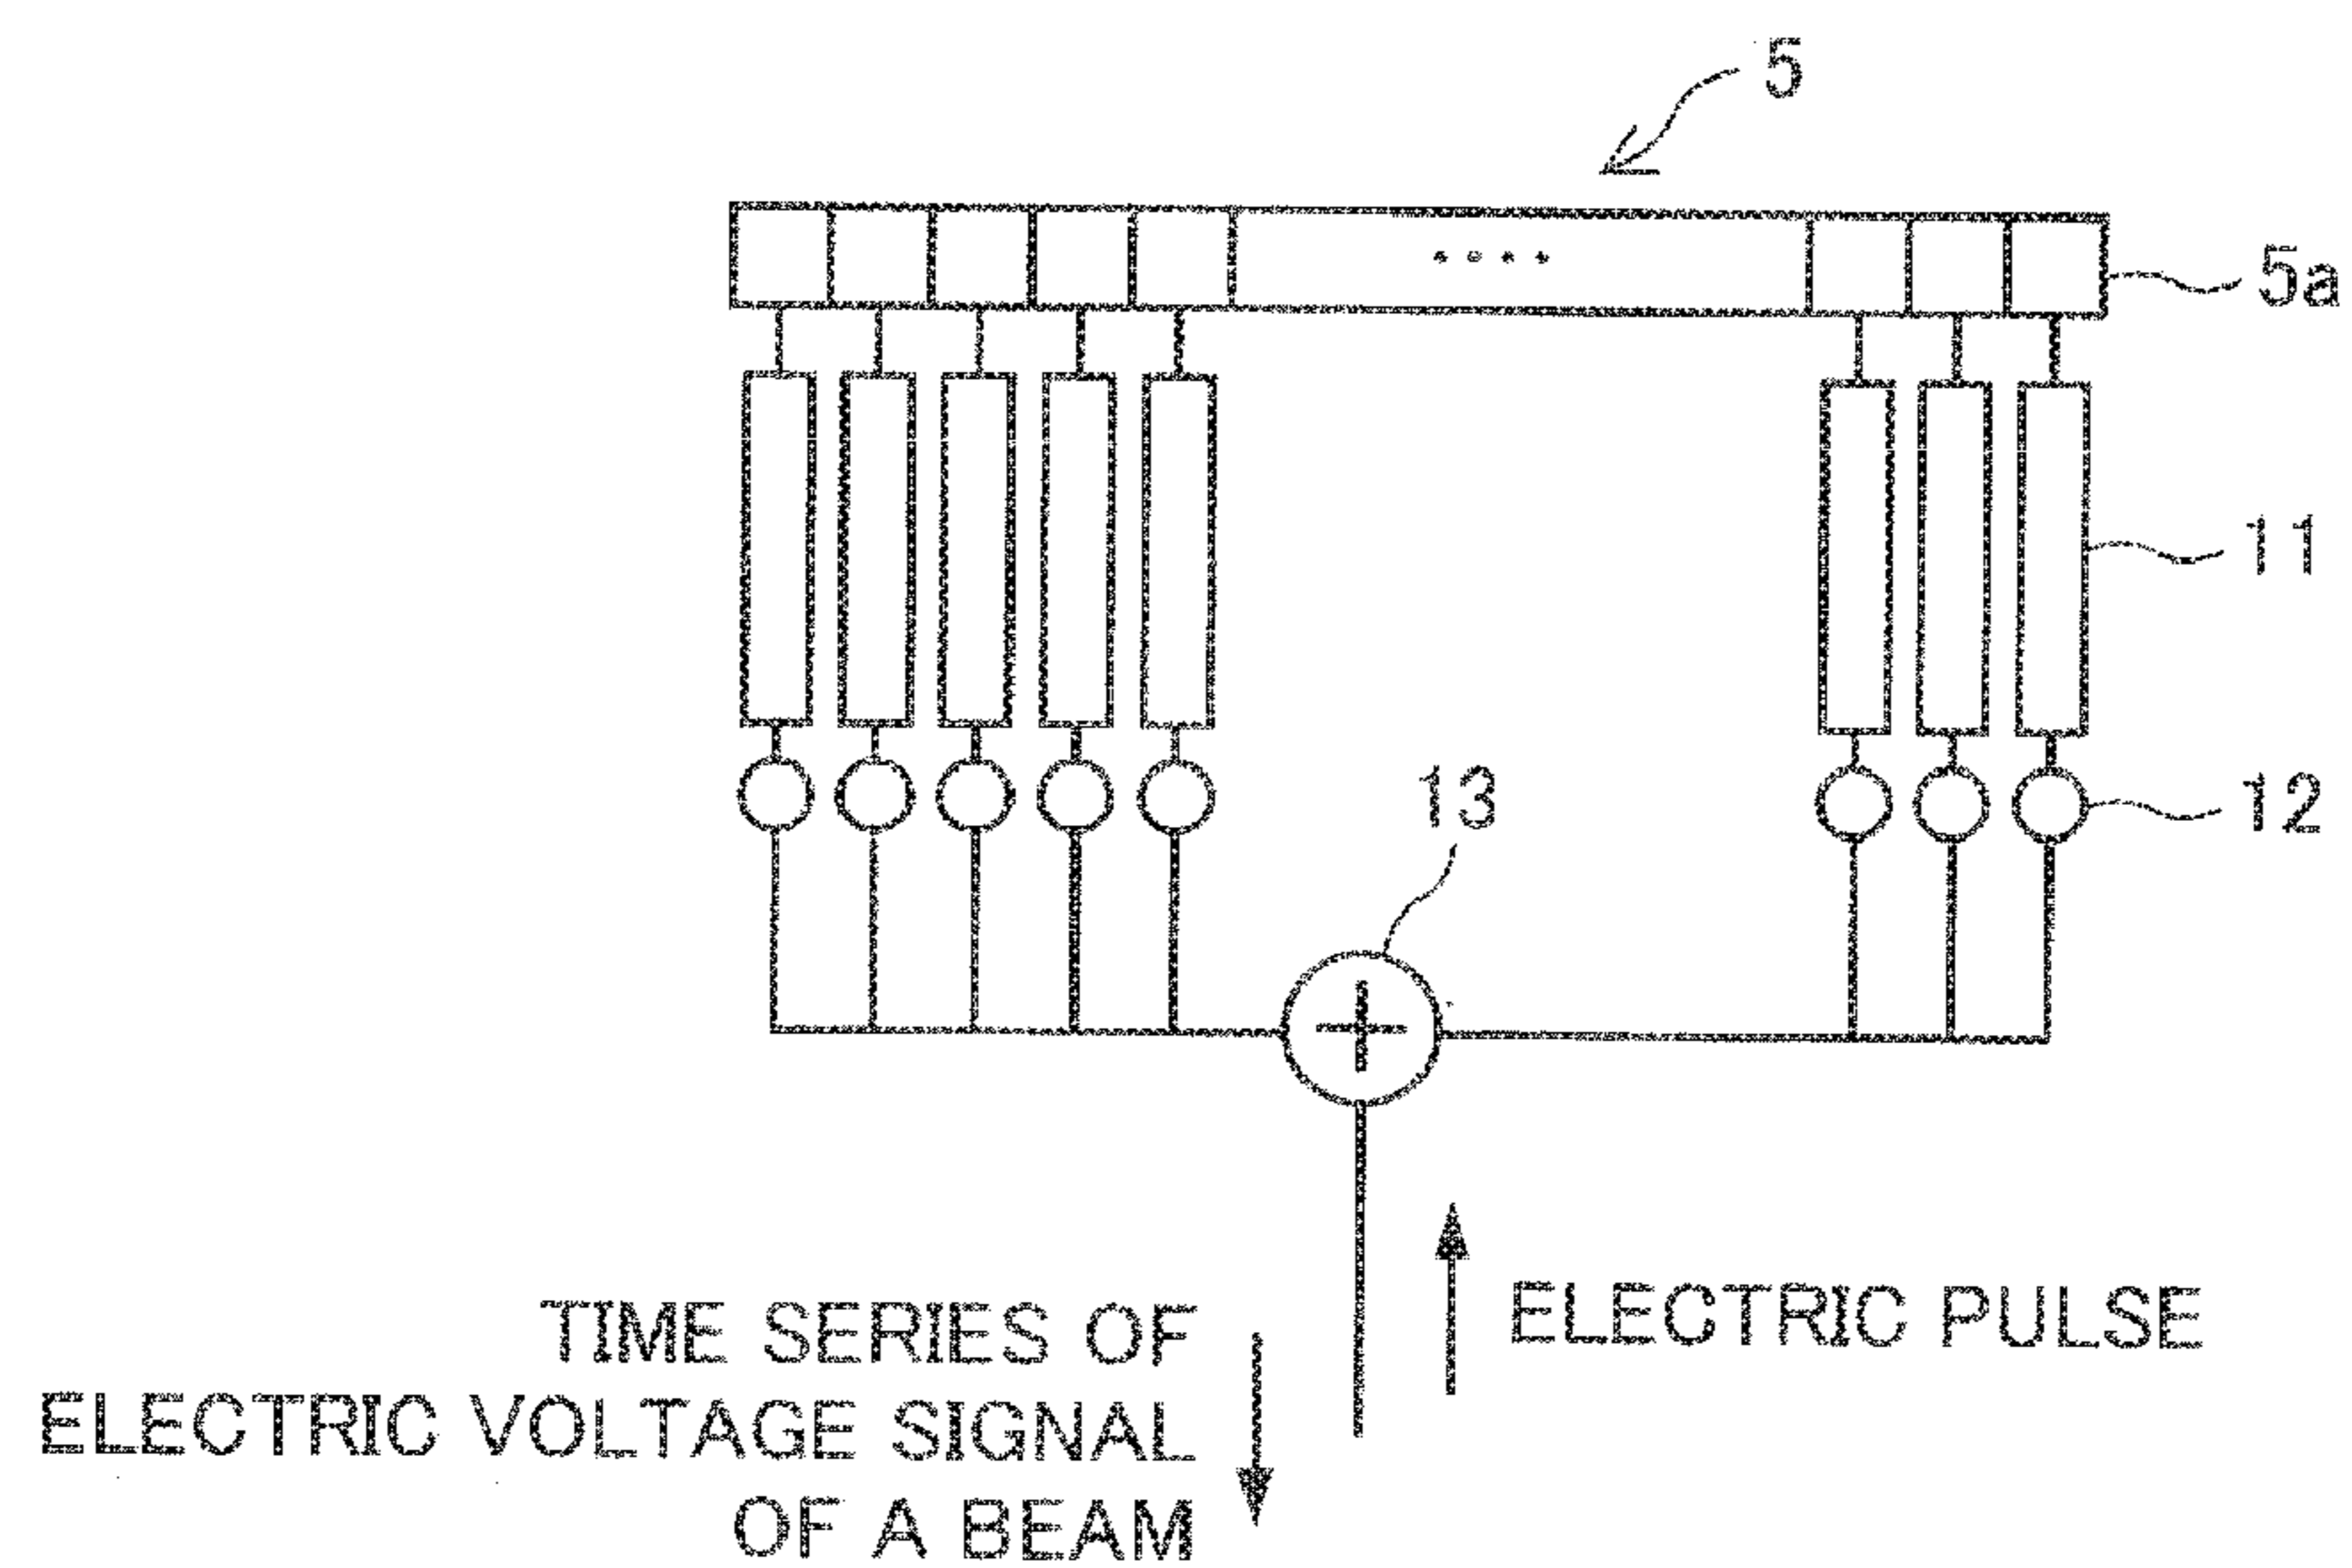 5
5a
11
12
13
ELECTRIC PULSE
TIME SERIES OF
ELECTRIC VOLTAGE SIGNAL
OF A BEAM